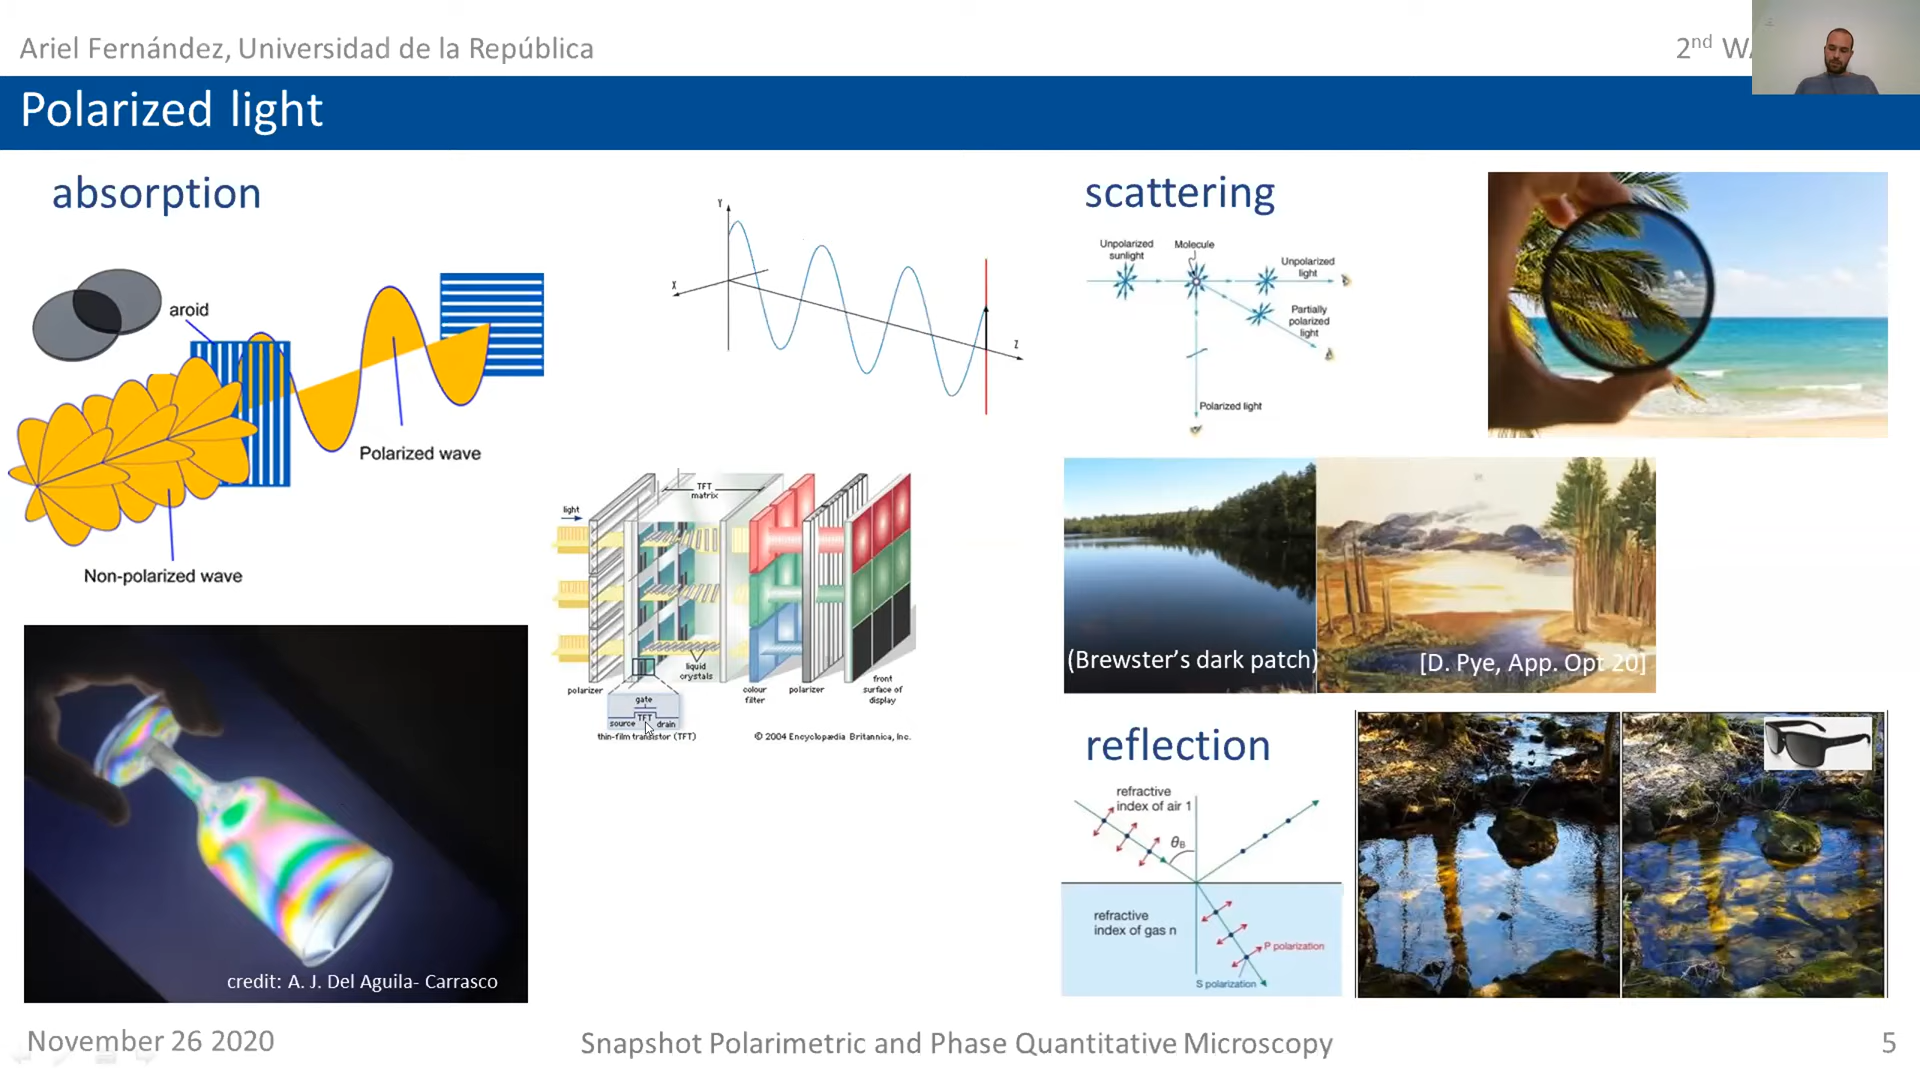 Ariel Fernández, Universidad de la República
2nd W
Polarized light
absorption
aroid
Polarized wave
Non-polarized wave
credit: A. J. Del Aguila- Carrasco
Y
X
Z
TFT
matrix
light
liquid
crystals
polarizer
colour
filter
polarizer
front
surface of
display
gate
source TFT drain
thin-film transistor (TFT)
© 2004 Encyclopædia Britannica, Inc.
scattering
Unpolarized
sunlight
Molecule
Unpolarized
light
Partially
polarized
light
Polarized light
(Brewster's dark patch)
[D. Pye, App. Opt 20]
reflection
refractive
index of air 1
θB
refractive
index of gas n
P polarization
S polarization
November 26 2020
Snapshot Polarimetric and Phase Quantitative Microscopy
5